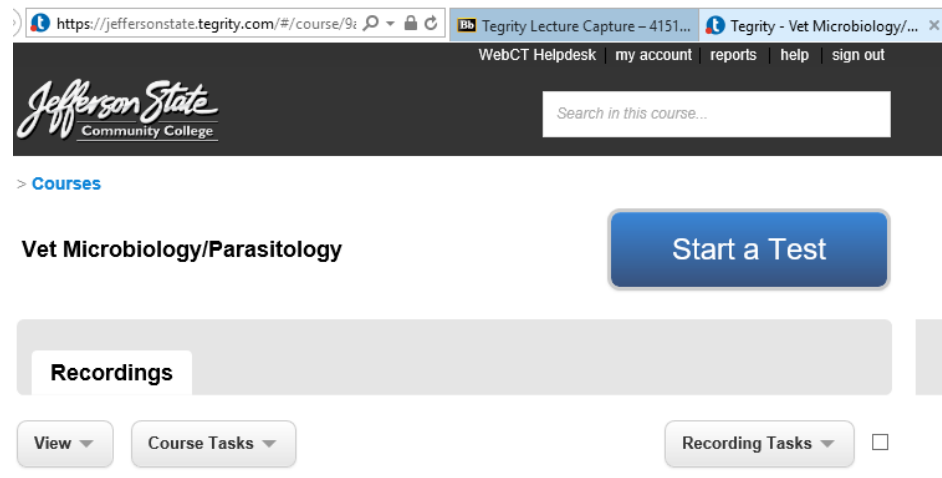 https://jeffersonstate.tegrity.com/#/course/9a
Bb Tegrity Lecture Capture – 4151...
Tegrity - Vet Microbiology/...
WebCT Helpdesk my account reports help sign out
Jefferson State
Community College
Search in this course...
> Courses
Vet Microbiology/Parasitology
Start a Test
Recordings
View
Course Tasks
Recording Tasks